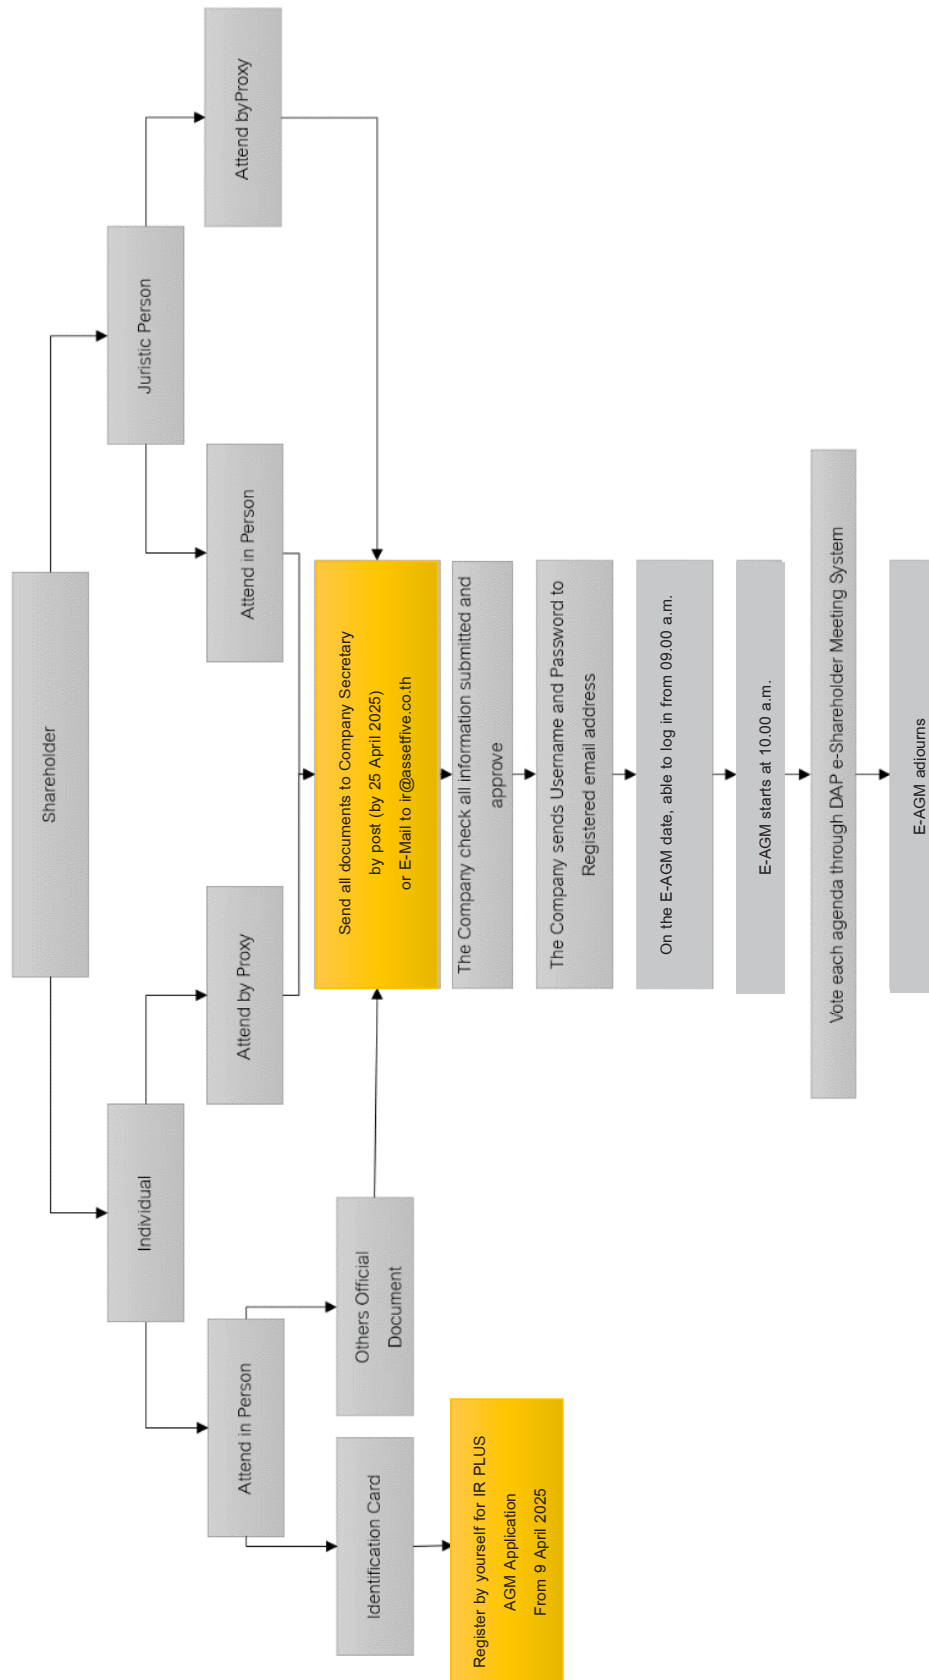 Shareholder
Individual
Juristic Person
Attend in Person
Attend by Proxy
Attend in Person
Attend byProxy
Identification Card
Others Official
Document
Register by yourself for IR PLUS
AGM Application
From 9 April 2025
Send all documents to Company Secretary
by post (by 25 April 2025)
or E-Mail to ir@assetfive.co.th
The Company check all information submitted and
approve
The Company sends Username and Password to
Registered email address
On the E-AGM date, able to log in from 09.00 a.m.
E-AGM starts at 10.00 a.m.
Vote each agenda through DAP e-Shareholder Meeting System
E-AGM adjourns